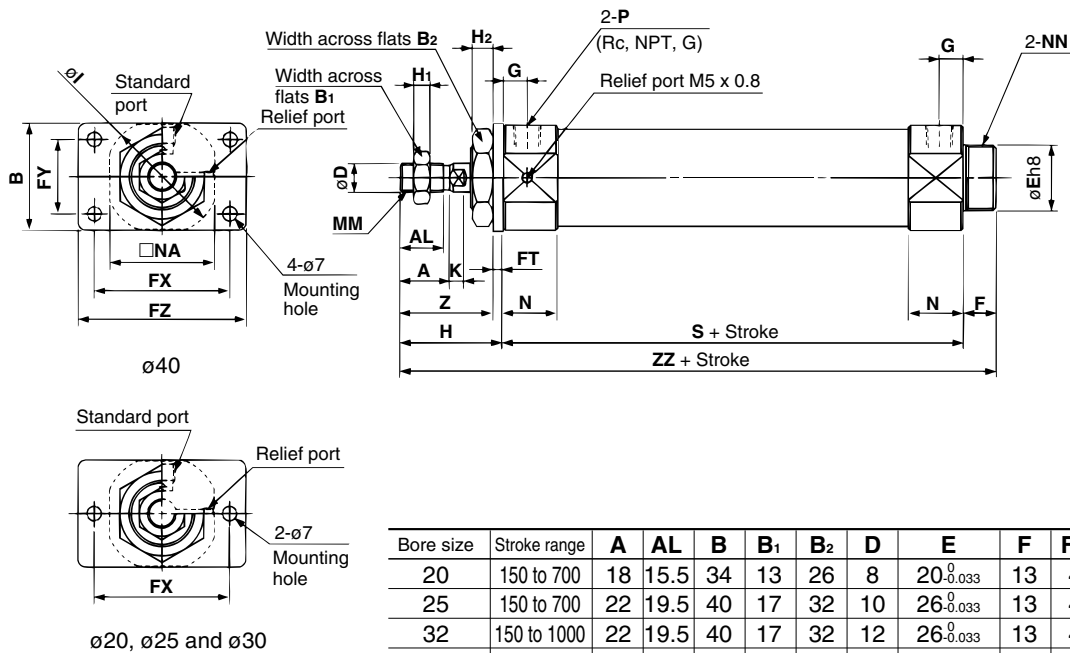 2-P
(Rc, NPT, G)
H2
Width across flats B2
G
G
2-NN
øI
Standard
port
Width across
flats B1
H1
Relief port M5 x 0.8
Relief port
B
FY
øD
øEh8
MM
AL
□NA
4-ø7
Mounting
hole
FX
FZ
A
K
FT
Z
N
N
F
H
S + Stroke
ZZ + Stroke
ø40
Standard port
Relief port
2-ø7
Mounting
hole
FX
ø20, ø25 and ø30
Bore size Stroke range A AL B B1 B2 D E F
20 150 to 700 18 15.5 34 13 26 8 20 0 -0.033 13
25 150 to 700 22 19.5 40 17 32 10 26 0 -0.033 13
32 150 to 1000 22 19.5 40 17 32 12 26 0 -0.033 13